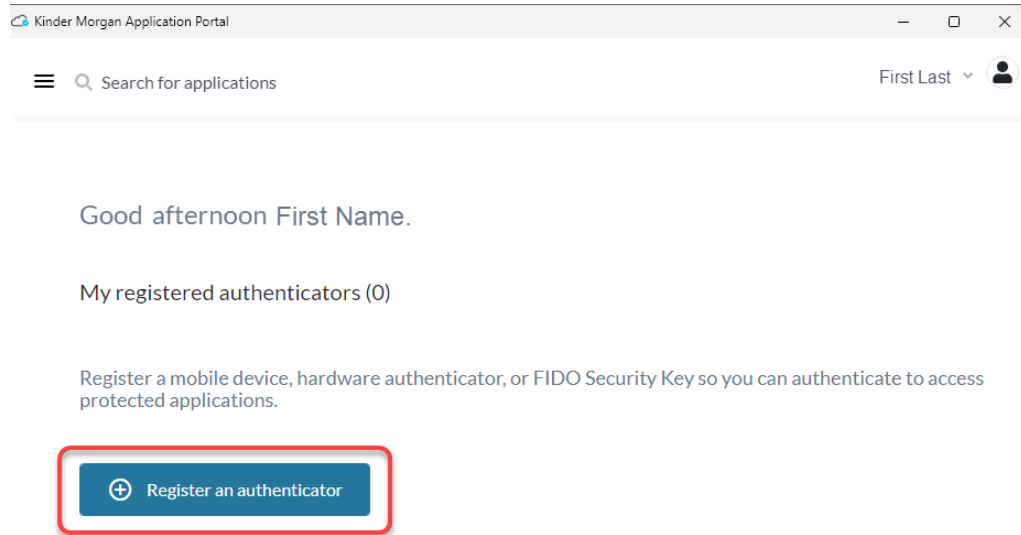 Kinder Morgan Application Portal
Search for applications
First Last
Good afternoon First Name.
My registered authenticators (0)
Register a mobile device, hardware authenticator, or FIDO Security Key so you can authenticate to access
protected applications.
Register an authenticator